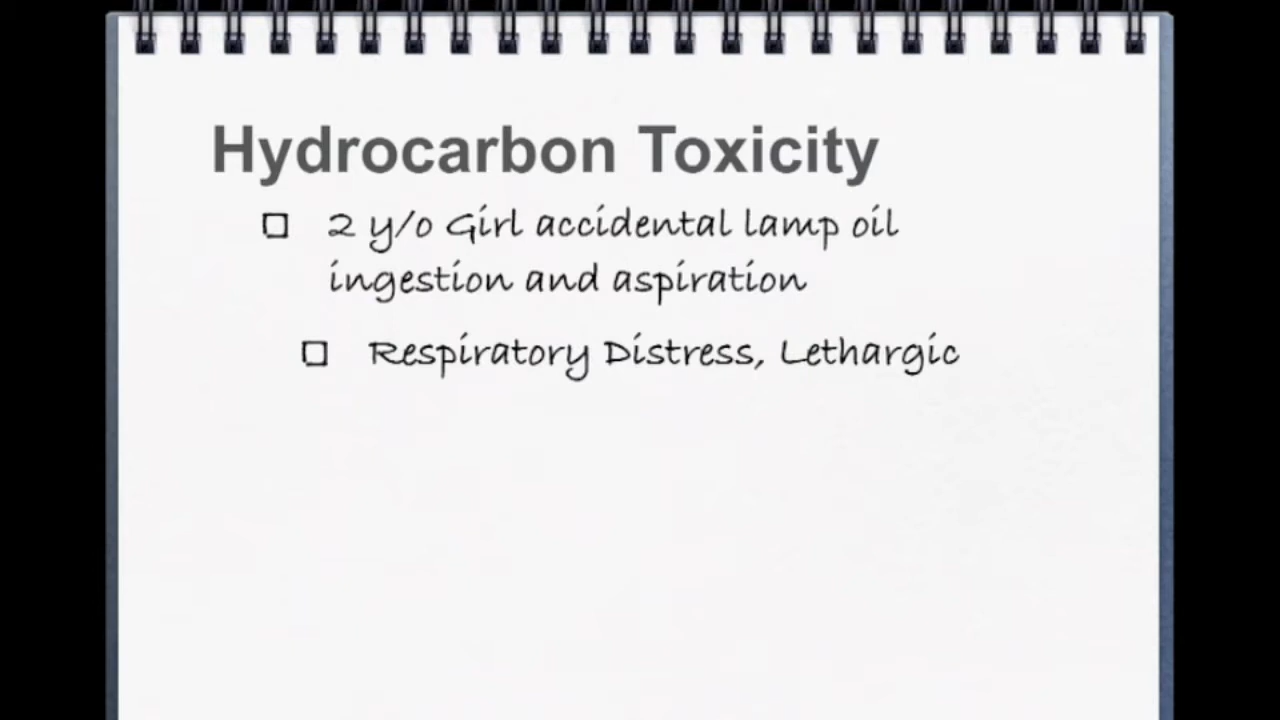 Hydrocarbon Toxicity
2 y/o Girl accidental lamp oil
ingestion and aspiration
Respiratory Distress, Lethargic